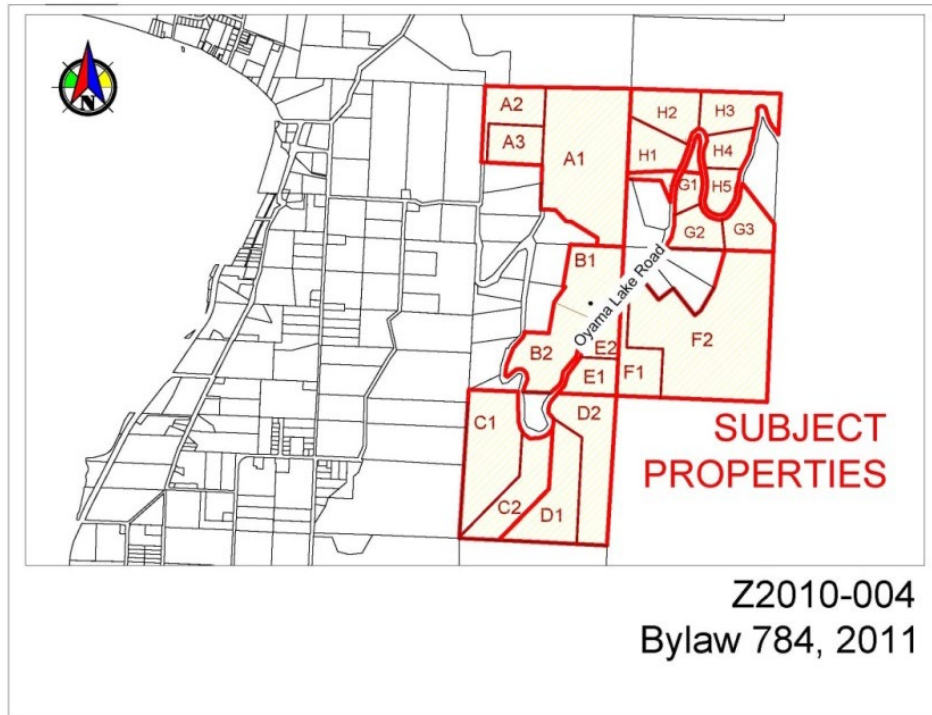 N
A2
A3
A1
H2
H3
H1
H4
G1
H5
G2
G3
B1
Oyama Lake Road
B2
E2
E1
F1
F2
C1
D2
C2
D1
SUBJECT
PROPERTIES
Z2010-004
Bylaw 784, 2011